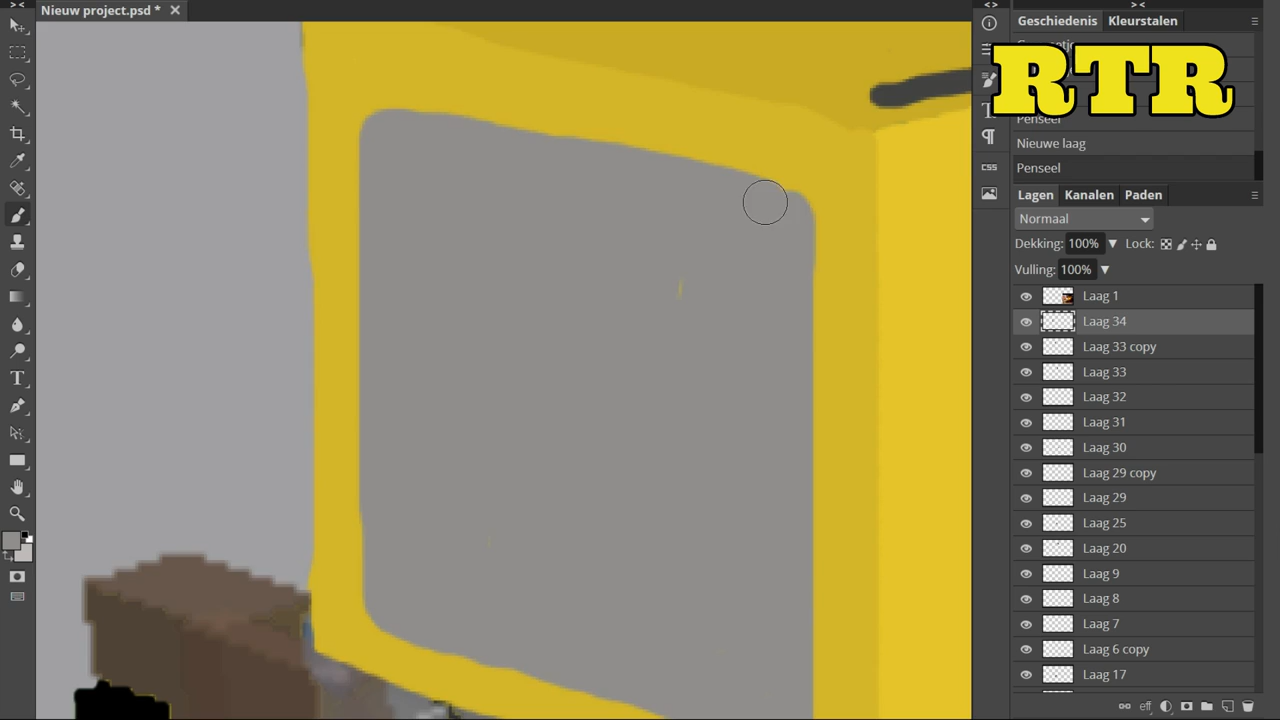 Nieuw project.psd *
Geschiedenis Kleurstalen
RTR
Penseel
Nieuwe laag
CSS
Penseel
Lagen Kanalen Paden
Normaal
Dekking: 100% Lock:
Vulling: 100%
Laag 1
Laag 34
Laag 33 copy
Laag 33
Laag 32
Laag 31
Laag 30
Laag 29 copy
Laag 29
Laag 25
Laag 20
Laag 9
Laag 8
Laag 7
Laag 6 copy
Laag 17
eff